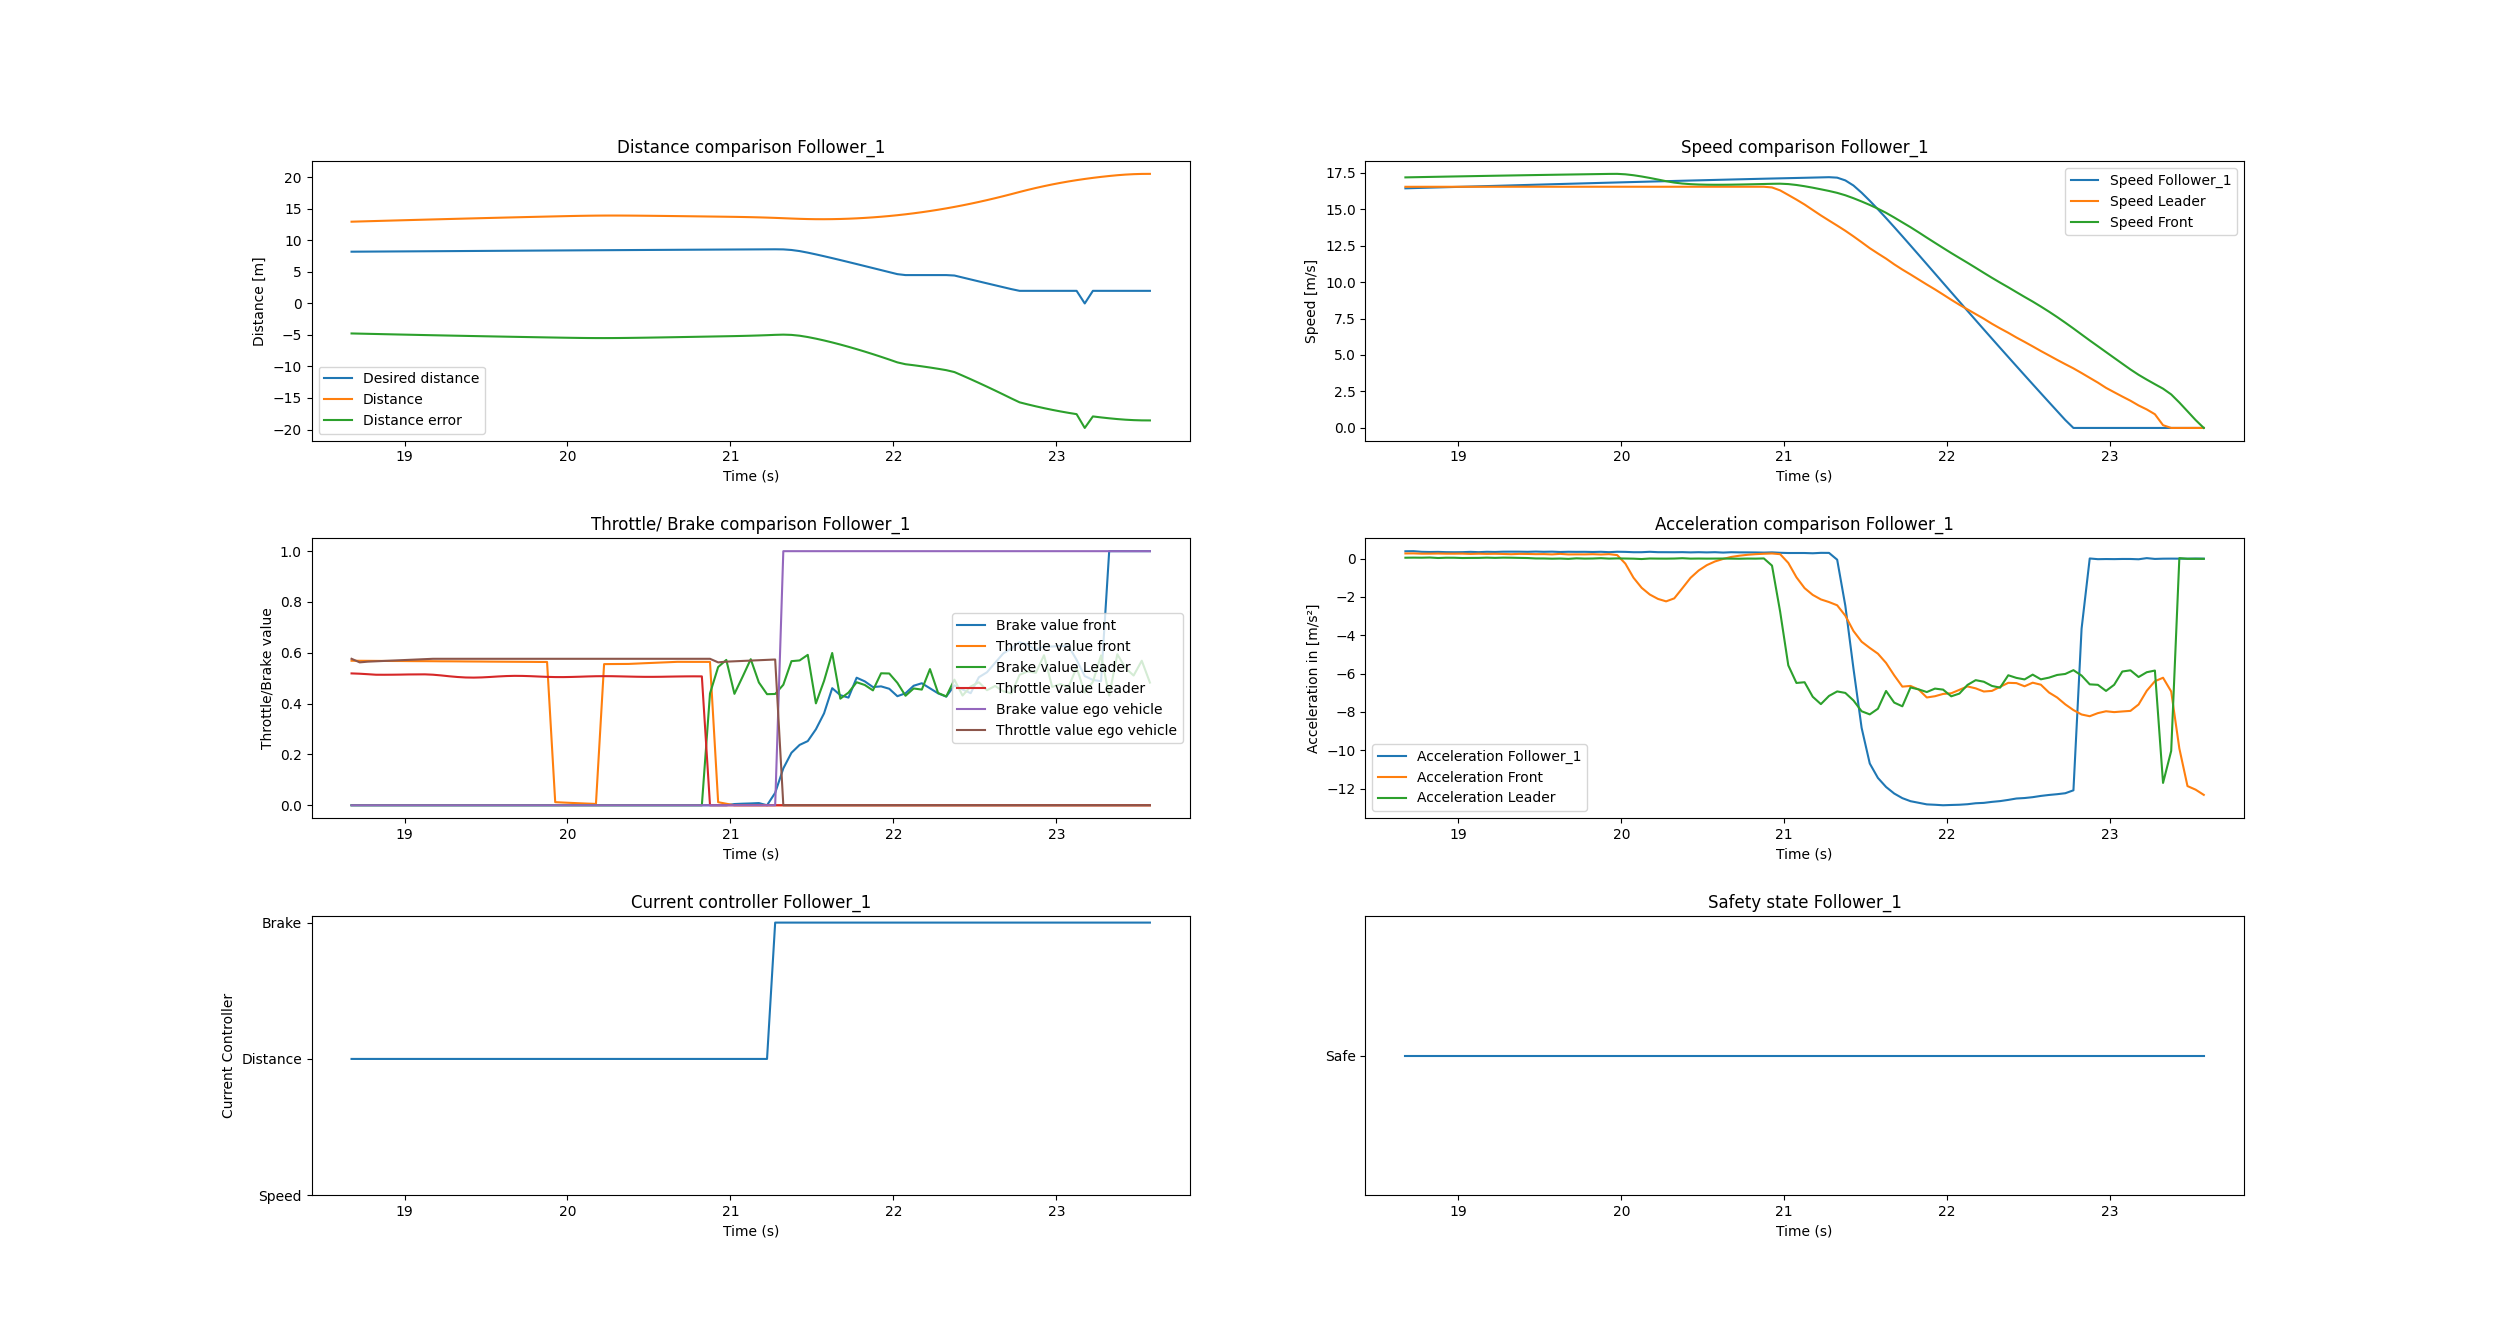 Distance comparison Follower_1
Distance [m]
20
15
10
5
0
−5
−10
−15
−20
Desired distance
Distance
Distance error
19 20 21 22 23
Time (s)
Speed comparison Follower_1
Speed [m/s]
17.5
15.0
12.5
10.0
7.5
5.0
2.5
0.0
Speed Follower_1
Speed Leader
Speed Front
19 20 21 22 23
Time (s)
Throttle/ Brake comparison Follower_1
Throttle/Brake value
1.0
0.8
0.6
0.4
0.2
0.0
Brake value front
Throttle value front
Brake value Leader
Throttle value Leader
Brake value ego vehicle
Throttle value ego vehicle
19 20 21 22 23
Time (s)
Acceleration comparison Follower_1
Acceleration in [m/s²]
0
−2
−4
−6
−8
−10
−12
Acceleration Follower_1
Acceleration Front
Acceleration Leader
19 20 21 22 23
Time (s)
Current controller Follower_1
Current Controller
Brake
Distance
Speed
19 20 21 22 23
Time (s)
Safety state Follower_1
Safe
19 20 21 22 23
Time (s)